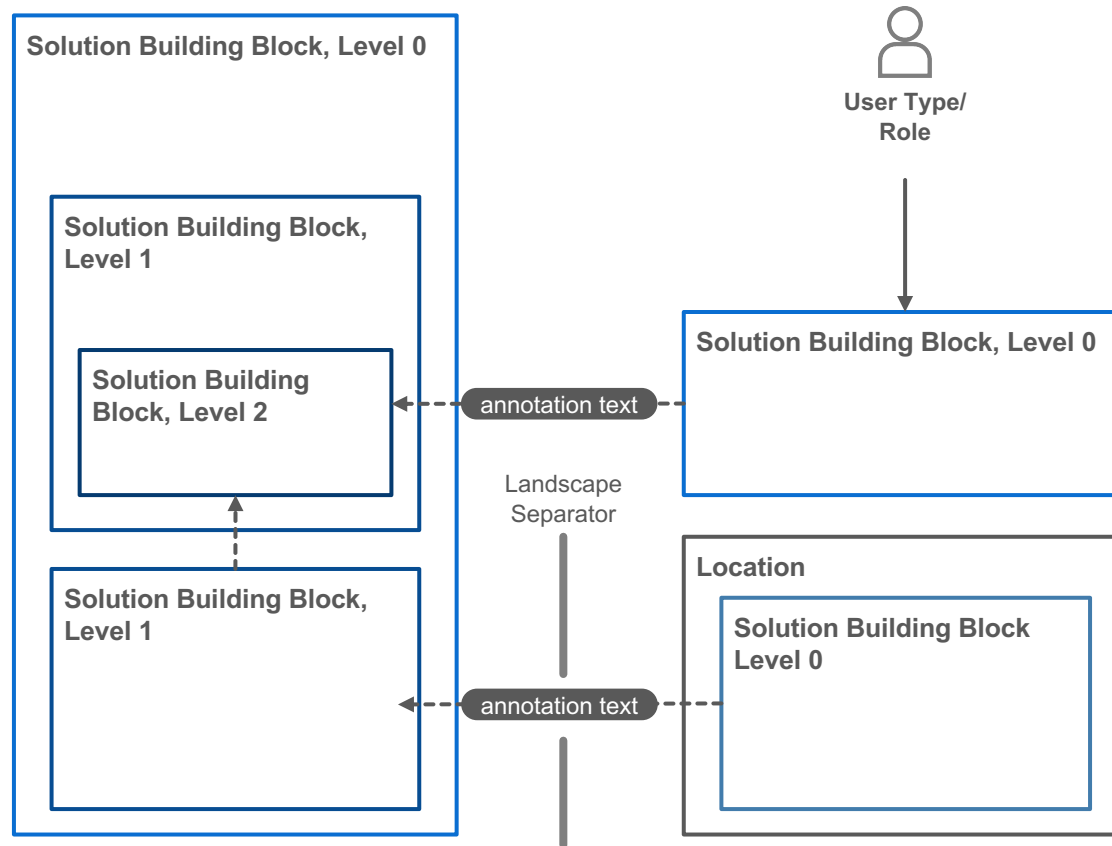 Solution Building Block, Level 0
User Type/
Role
Solution Building Block,
Level 1
Solution Building Block, Level 0
Solution Building
Block, Level 2
annotation text
Landscape
Separator
Location
Solution Building Block,
Level 1
Solution Building Block
Level 0
annotation text